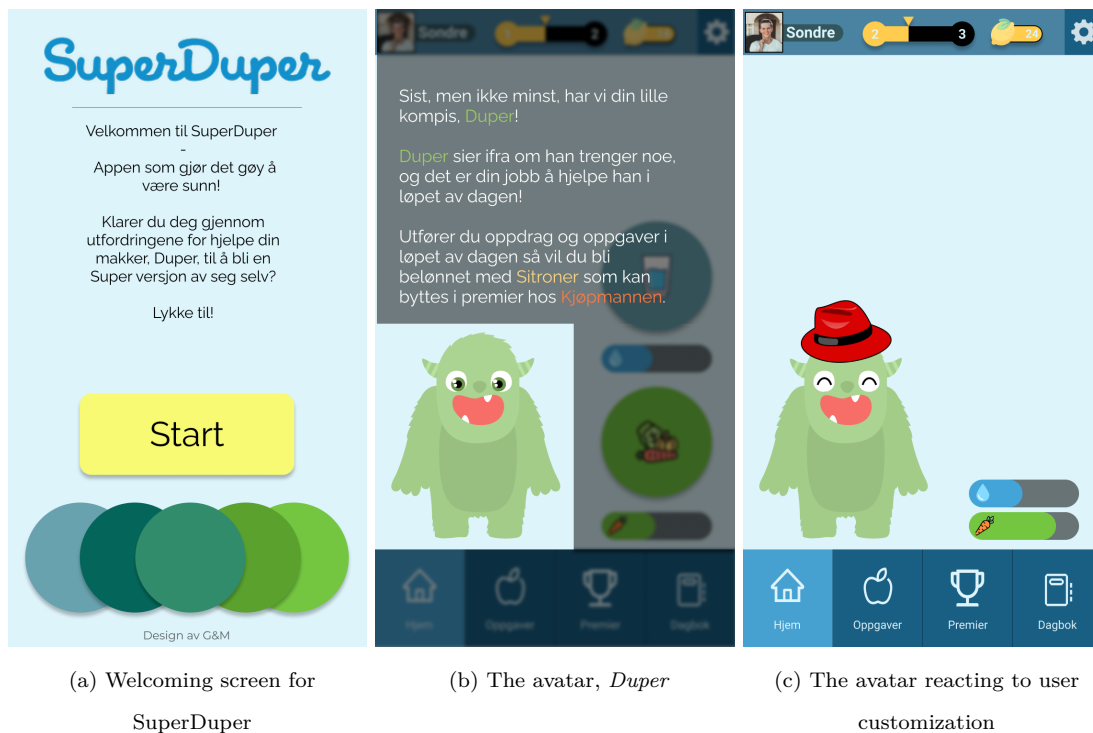 SuperDuper
Velkommen til SuperDuper
-
Appen som gjør det gøy å
være sunn!
Klarer du deg gjennom
utfordringene for hjelpe din
makker, Duper, til å bli en
Super versjon av seg selv?
Lykke til!
Start
Design av G&M
(a) Welcoming screen for
SuperDuper
Sondre
2
Sist, men ikke minst, har vi din lille
kompis, Duper!
Duper sier ifra om han trenger noe,
og det er din jobb å hjelpe han i
løpet av dagen!
Utfører du oppdrag og oppgaver i
løpet av dagen så vil du bli
belønnet med Sitroner som kan
byttes i premier hos Kjøpmannen.
Hjem
Oppgaver
Premier
Dagbok
(b) The avatar, Duper
Sondre
2
3
24
Hjem
Oppgaver
Premier
Dagbok
(c) The avatar reacting to user
customization